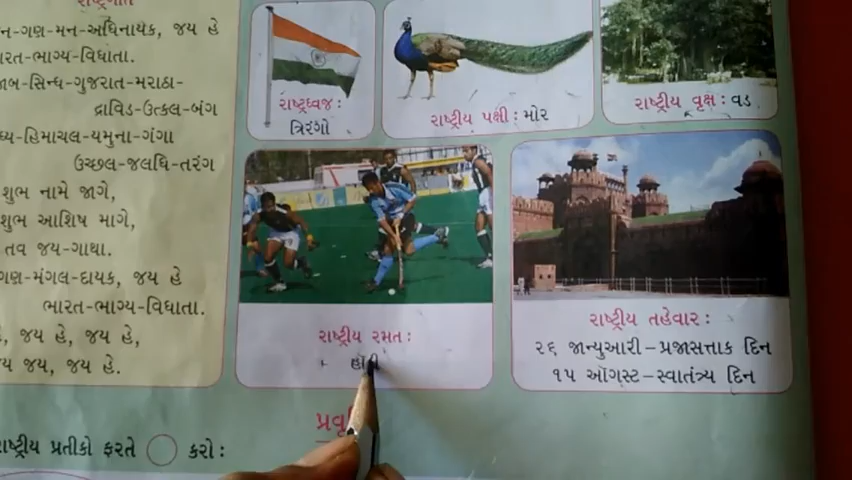 રાષ્ટ્રગીત
ન-ગણ-મન-અધિનાયક, જય હે
ારત-ભાગ્ય-વિધાતા.
જાબ-સિન્ધ-ગુજરાત-મરાઠા-
દ્રાવિડ-ઉત્કલ-બંગ
ધ્ય-હિમાચલ-યમુના-ગંગા
ઉચ્છલ-જલધિ-તરંગ
શુભ નામે જાગે,
શુભ આશિષ માગે,
તવ જય-ગાથા.
ગણ-મંગલ-દાયક, જય હે
ભારત-ભાગ્ય-વિધાતા.
હે, જય હે, જય હે,
ય જય, જય હે.
રાષ્ટ્રધ્વજ :
ત્રિરંગો
રાષ્ટ્રીય પક્ષી : મોર
રાષ્ટ્રીય વૃક્ષ : વડ
રાષ્ટ્રીય રમત :
રાષ્ટ્રીય તહેવાર :
૨૬ જાન્યુઆરી – પ્રજાસત્તાક દિન
૧૫ ઑગસ્ટ – સ્વાતંત્ર્ય દિન
રાષ્ટ્રીય પ્રતીકો ફરતે ◯ કરો :